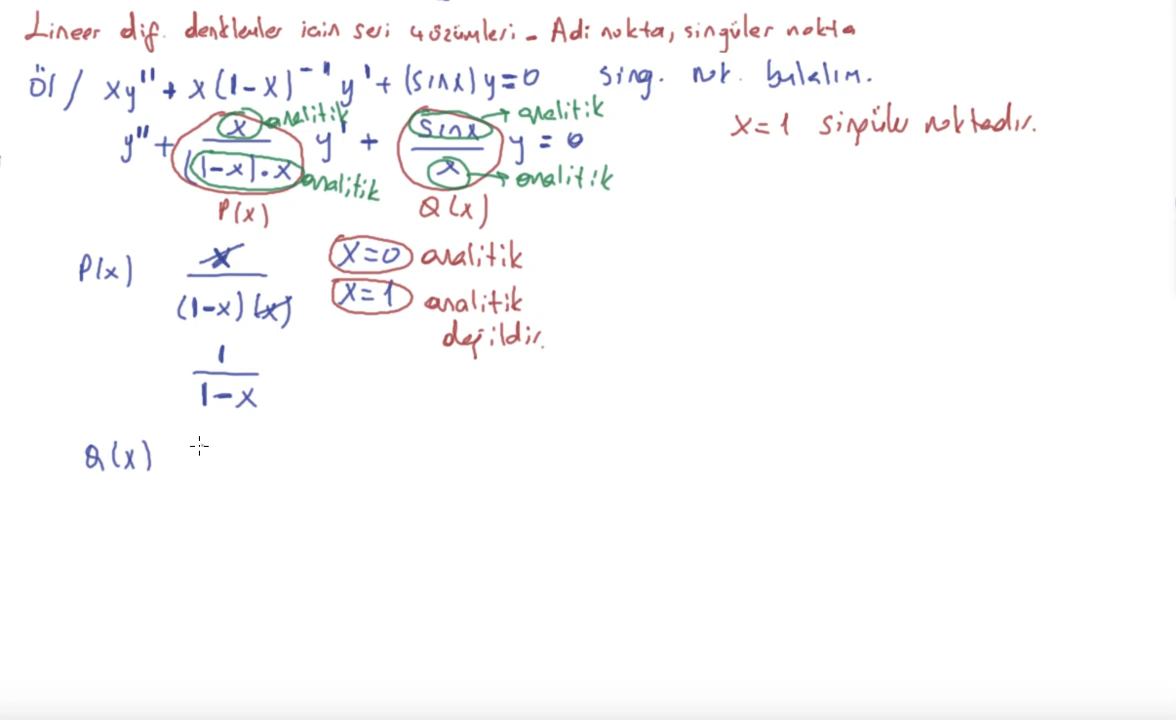 Lineer dif. denklemler için seri çözümleri - Adi nokta, singüler nokta
Öl / xy'' + x(1-x)⁻¹ y' + (sinx)y=0 sing. nok. bulalım.
x=1 singüler noktadır.
y'' + x/((1-x).x) y' + sinx/x y = 0
analitik analitik
analitik analitik
P(x) Q(x)
P(x) x/((1-x)(x)) x=0 analitik
x=1 analitik
değildir.
1/(1-x)
Q(x)